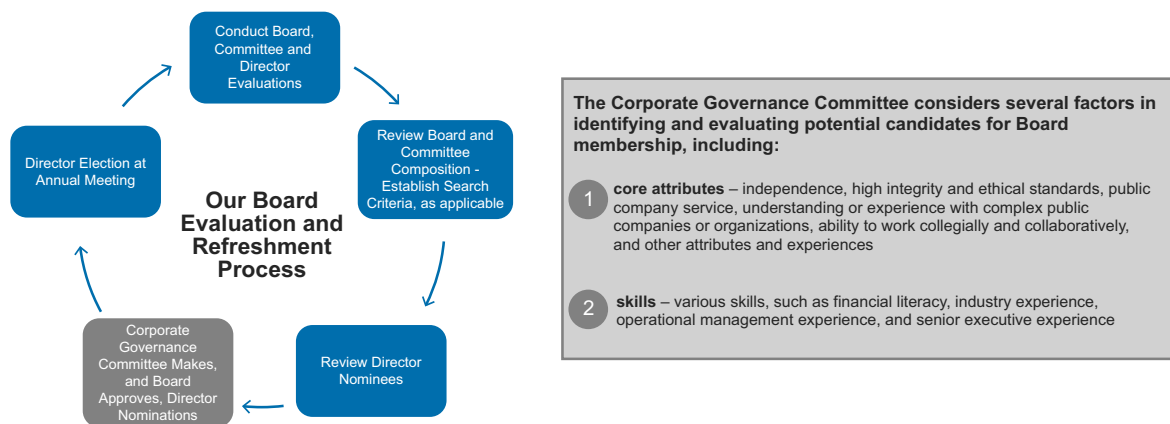 Conduct Board,
Committee and
Director
Evaluations
Review Board and
Committee
Composition -
Establish Search
Criteria, as applicable
Review Director
Nominees
Corporate
Governance
Committee Makes,
and Board
Approves, Director
Nominations
Director Election at
Annual Meeting
Our Board
Evaluation and
Refreshment
Process
The Corporate Governance Committee considers several factors in
identifying and evaluating potential candidates for Board
membership, including:
1
core attributes – independence, high integrity and ethical standards, public
company service, understanding or experience with complex public
companies or organizations, ability to work collegially and collaboratively,
and other attributes and experiences
2
skills – various skills, such as financial literacy, industry experience,
operational management experience, and senior executive experience